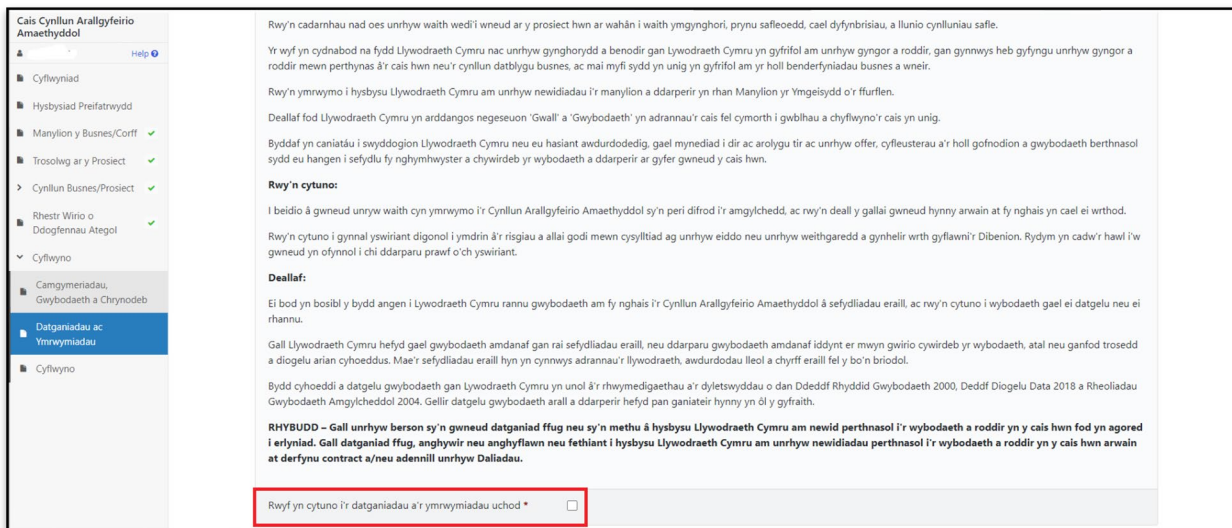 Cais Cynllun Arallgyfeirio
Amaethyddol
Help
Cyflwyniad
Hysbysiad Preifatrwydd
Manylion y Busnes/Corff
Trosolwg ar y Prosiect
Cynllun Busnes/Prosiect
Rhestr Wirio o
Ddogfennau Ategol
Cyflwyno
Camgymeriadau,
Gwybodaeth a Chrynodeb
Datganiadau ac
Ymrwymiadau
Cyflwyno
Rwy'n cadarnhau nad oes unrhyw waith wedi'i wneud ar y prosiect hwn ar wahân i waith ymgynghori, prynu safleoedd, cael dyfynbrisiau, a llunio cynlluniau safle.
Yr wyf yn cydnabod na fydd Llywodraeth Cymru nac unrhyw gynghorydd a benodir gan Lywodraeth Cymru yn gyfrifol am unrhyw gyngor a roddir, gan gynnwys heb gyfyngu unrhyw gyngor a
roddir mewn perthynas â'r cais hwn neu'r cynllun datblygu busnes, ac mai myfi sydd yn unig yn gyfrifol am yr holl benderfyniadau busnes a wneir.
Rwy'n ymrwymo i hysbysu Llywodraeth Cymru am unrhyw newidiadau i'r manylion a ddarperir yn rhan Manylion yr Ymgeisydd o'r ffurflen.
Deallaf fod Llywodraeth Cymru yn arddangos negeseuon 'Gwall' a 'Gwybodaeth' yn adrannau'r cais fel cymorth i gwblhau a chyflwyno'r cais yn unig.
Byddaf yn caniatáu i swyddogion Llywodraeth Cymru neu eu hasiant awdurdodedig, gael mynediad i dir ac arolygu tir ac unrhyw offer, cyfleusterau a'r holl gofnodion a gwybodaeth berthnasol
sydd eu hangen i sefydlu fy nghymhwyster a chywirdeb yr wybodaeth a ddarperir ar gyfer gwneud y cais hwn.
Rwy'n cytuno:
I beidio â gwneud unryw waith cyn ymrwymo i'r Cynllun Arallgyfeirio Amaethyddol sy'n peri difrod i'r amgylchedd, ac rwy'n deall y gallai gwneud hynny arwain at fy nghais yn cael ei wrthod.
Rwy'n cytuno i gynnal yswiriant digonol i ymdrin â'r risgiau a allai godi mewn cysylltiad ag unrhyw eiddo neu unrhyw weithgaredd a gynhelir wrth gyflawni'r Dibenion. Rydym yn cadw'r hawl i'w
gwneud yn ofynnol i chi ddarparu prawf o'ch yswiriant.
Deallaf:
Ei bod yn bosibl y bydd angen i Lywodraeth Cymru rannu gwybodaeth am fy nghais i'r Cynllun Arallgyfeirio Amaethyddol â sefydliadau eraill, ac rwy'n cytuno i wybodaeth gael ei datgelu neu ei
rhannu.
Gall Llywodraeth Cymru hefyd gael gwybodaeth amdanaf gan rai sefydliadau eraill, neu ddarparu gwybodaeth amdanaf iddynt er mwyn gwirio cywirdeb yr wybodaeth, atal neu ganfod trosedd
a diogelu arian cyhoeddus. Mae'r sefydliadau eraill hyn yn cynnwys adrannau'r llywodraeth, awdurdodau lleol a chyrff eraill fel y bo'n briodol.
Bydd cyhoeddi a datgelu gwybodaeth gan Lywodraeth Cymru yn unol â'r rhwymedigaethau a'r dyletswyddau o dan Ddeddf Rhyddid Gwybodaeth 2000, Deddf Diogelu Data 2018 a Rheoliadau
Gwybodaeth Amgylcheddol 2004. Gellir datgelu gwybodaeth arall a ddarperir hefyd pan ganiateir hynny yn ôl y gyfraith.
RHYBUDD – Gall unrhyw berson sy'n gwneud datganiad ffug neu sy'n methu â hysbysu Llywodraeth Cymru am newid perthnasol i'r wybodaeth a roddir yn y cais hwn fod yn agored
i erlyniad. Gall datganiad ffug, anghywir neu anghyflawn neu fethiant i hysbysu Llywodraeth Cymru am unrhyw newidiadau perthnasol i'r wybodaeth a roddir yn y cais hwn arwain
at derfynu contract a/neu adennill unrhyw Daliadau.
Rwyf yn cytuno i'r datganiadau a'r ymrwymiadau uchod *